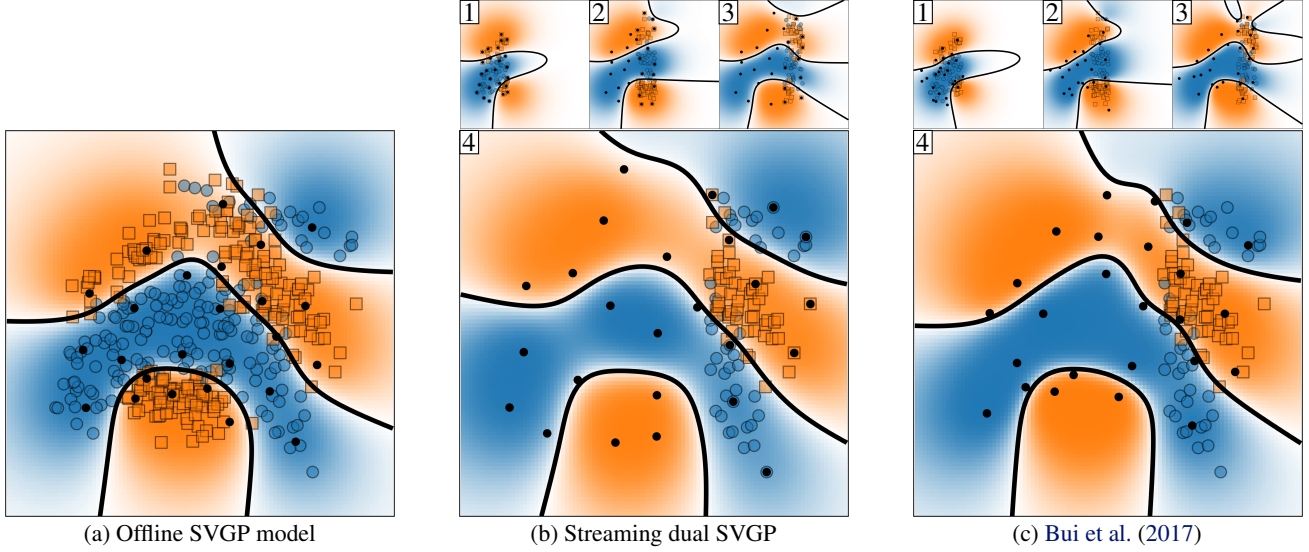 1
2
3
1
2
3
4
4
(a) Offline SVGP model
(b) Streaming dual SVGP
(c) Bui et al. (2017)